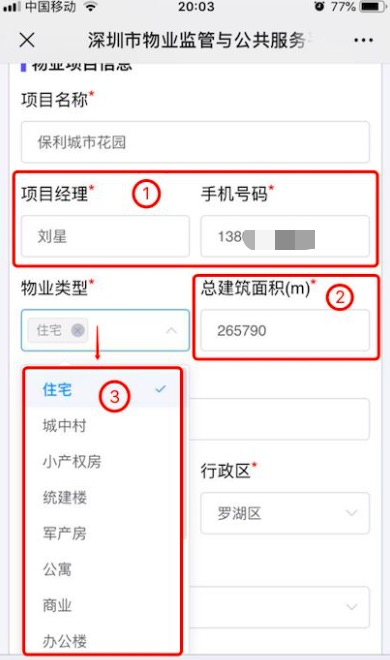 中国移动 20:03 77%
深圳市物业监管与公共服务
物业项目信息
项目名称*
保利城市花园
项目经理* ① 手机号码*
刘星 138
物业类型* 总建筑面积(m)* ②
住宅 265790
住宅 ③
城中村
小产权房
行政区*
统建楼
罗湖区
军产房
公寓
商业
办公楼